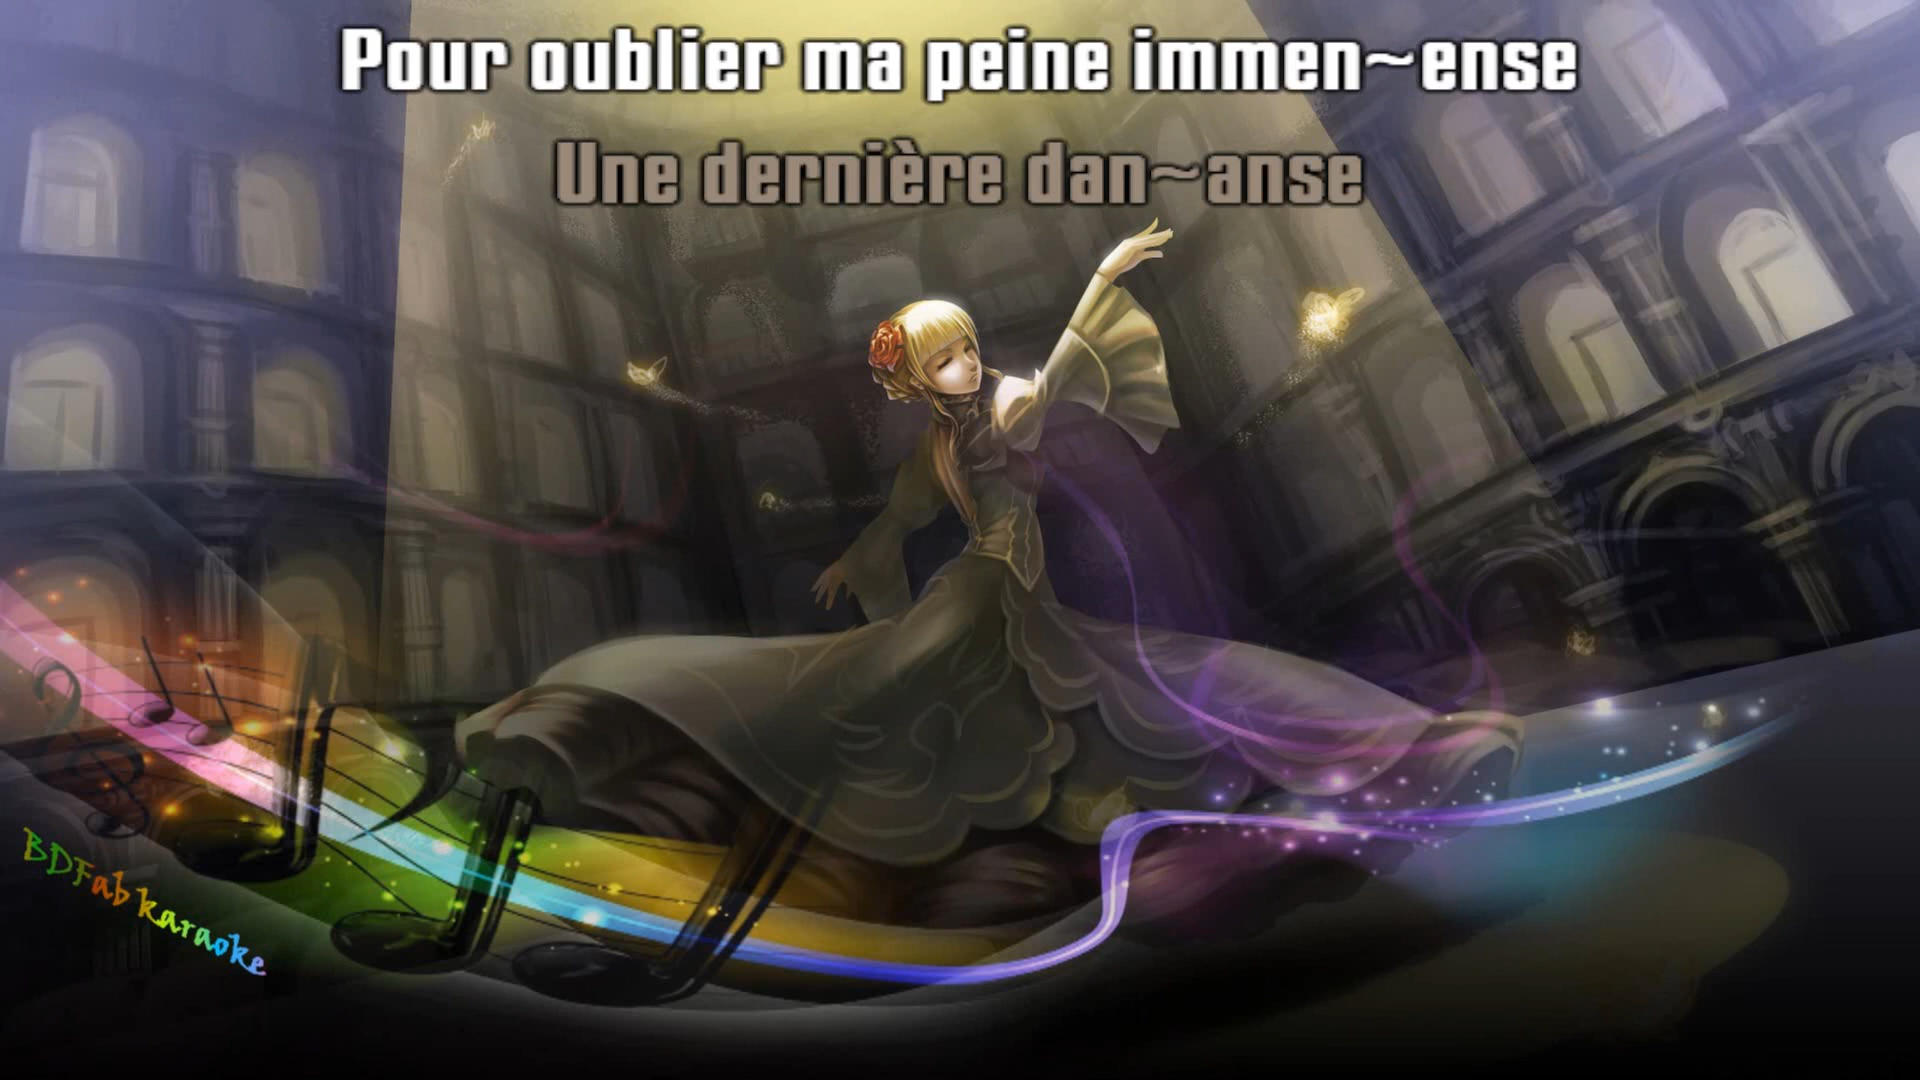 Pour oublier ma peine immen~ense
Une dernière dan~anse
BDFab karaoke